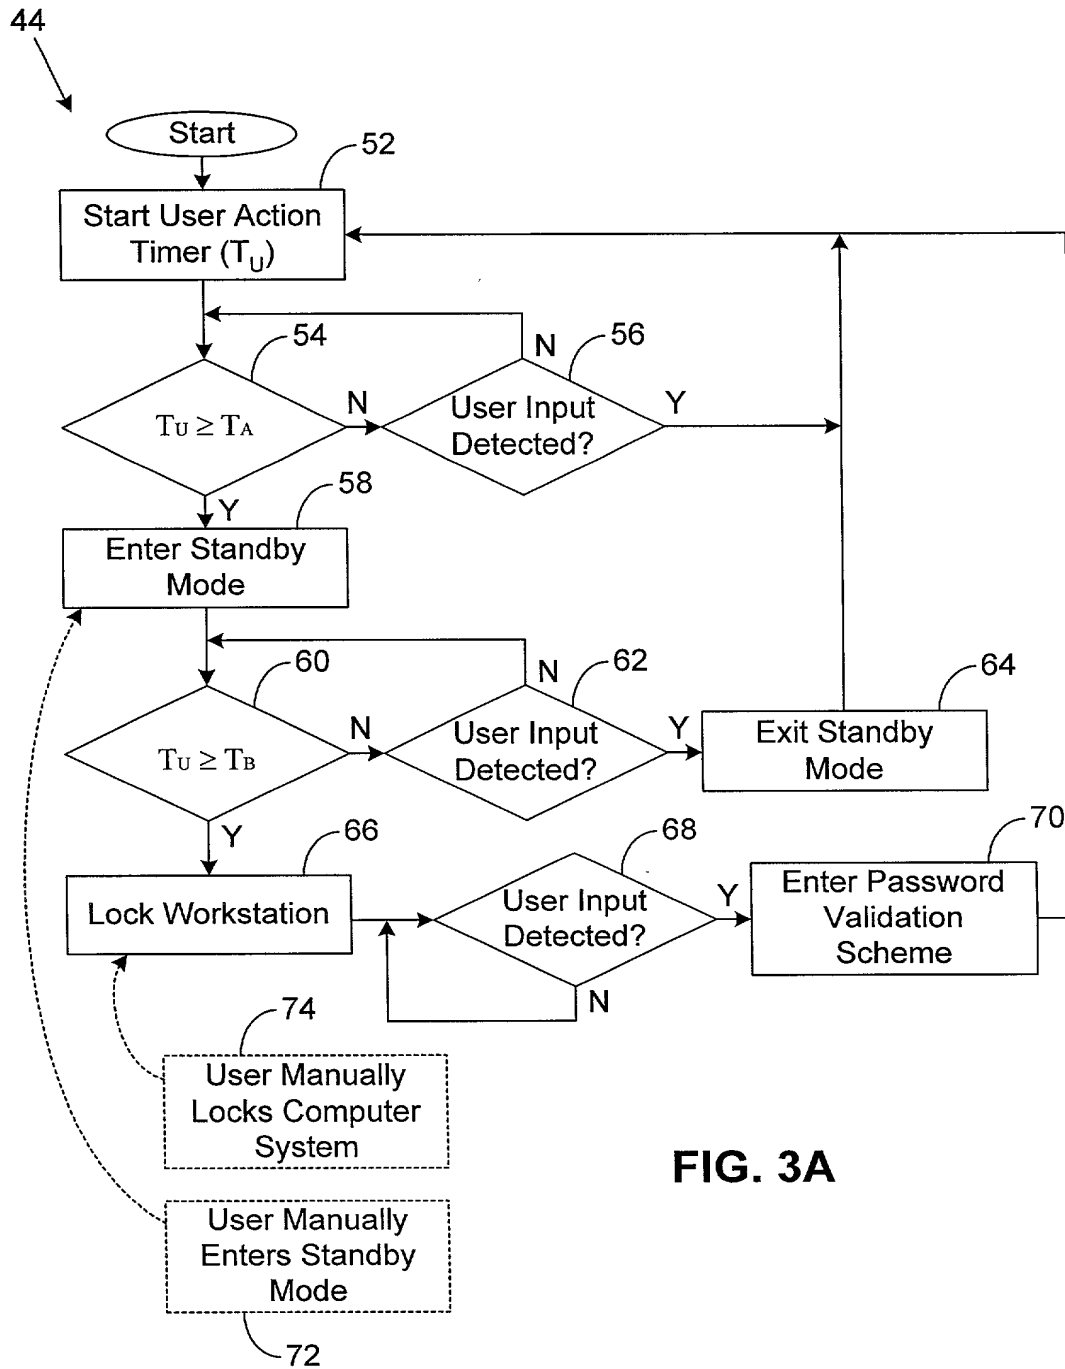 44
Start
52
Start User Action
Timer (TU)
54
N
56
TU ≥ TA
N
User Input
Detected?
Y
Y
58
Enter Standby
Mode
60
N
62
64
TU ≥ TB
N
User Input
Detected?
Y
Exit Standby
Mode
Y
66
68
70
Lock Workstation
User Input
Detected?
Y
Enter Password
Validation
Scheme
N
74
User Manually
Locks Computer
System
FIG. 3A
User Manually
Enters Standby
Mode
72